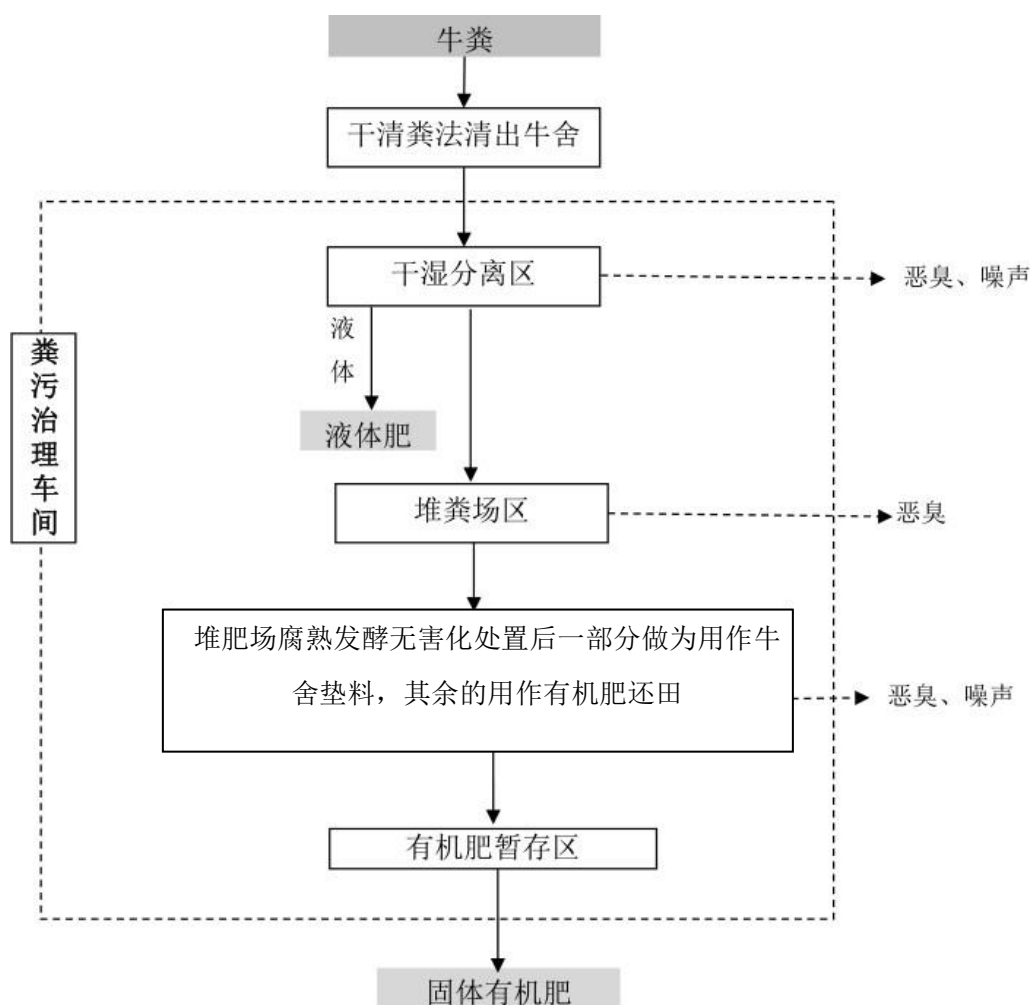 牛粪
干清粪法清出牛舍
干湿分离区
恶臭、噪声
液
体
液体肥
粪污治理车间
堆粪场区
恶臭
堆肥场腐熟发酵无害化处置后一部分做为用作牛
舍垫料，其余的用作有机肥还田
恶臭、噪声
有机肥暂存区
固体有机肥